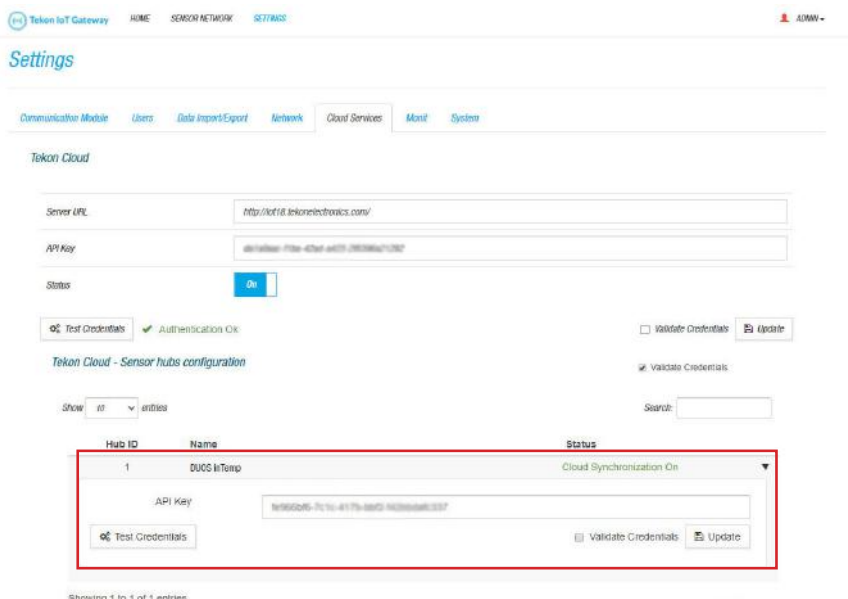 Tekon IoT Gateway HOME SENSOR NETWORK SETTINGS ADMIN
Settings
Communication Module Users Data Import/Export Network Cloud Services Monit System
Tekon Cloud
Server URL http://iot18.tekonelectronics.com/
API Key
Status On
Test Credentials Authentication Ok Validate Credentials Update
Tekon Cloud - Sensor hubs configuration Validate Credentials
Show 10 entries Search:
Hub ID Name Status
1 DUOS inTemp Cloud Synchronization On
API Key
Test Credentials Validate Credentials Update
Showing 1 to 1 of 1 entries